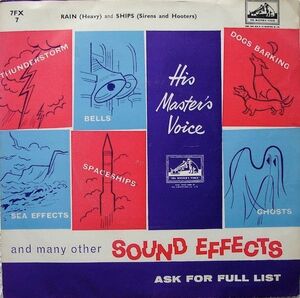 7FX
7
RAIN (Heavy) and SHIPS (Sirens and Hooters)
THUNDERSTORM
BELLS
His
Master's
Voice
DOGS BARKING
SEA EFFECTS
SPACESHIPS
GHOSTS
and many other SOUND EFFECTS
ASK FOR FULL LIST